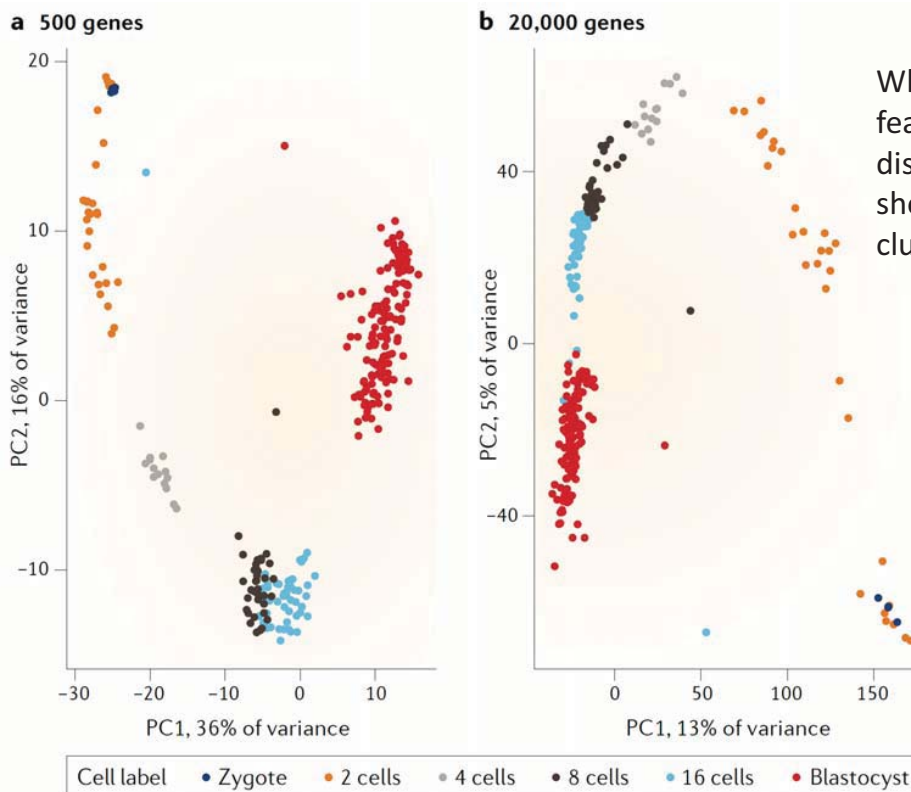 a 500 genes
20
10
0
−10
−30
−20
−10
0
10
PC2, 16% of variance
PC1, 36% of variance
b 20,000 genes
40
0
−40
0
50
100
150
PC2, 5% of variance
PC1, 13% of variance
Cell label Zygote 2 cells 4 cells 8 cells 16 cells Blastocyst